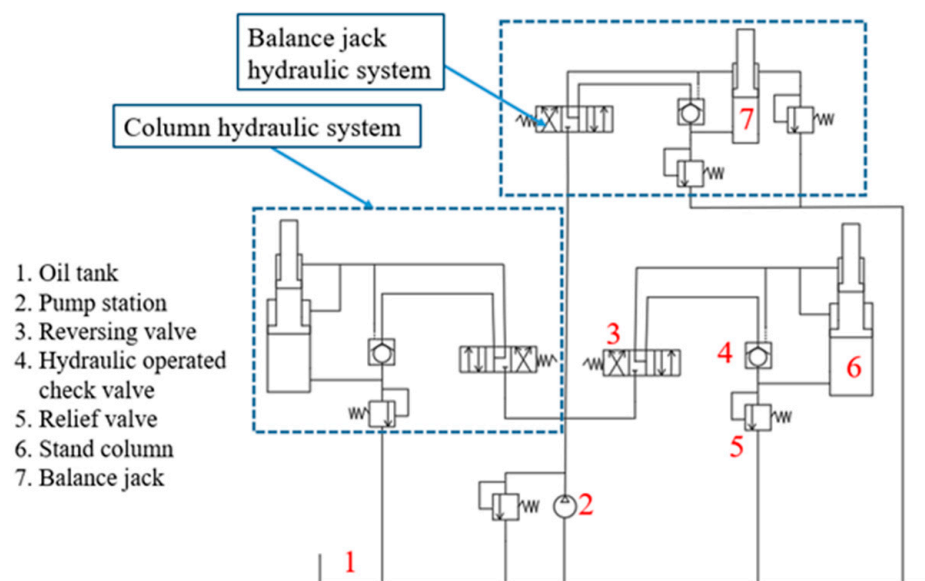 Balance jack
hydraulic system
Column hydraulic system
7
1. Oil tank
2. Pump station
3. Reversing valve
4. Hydraulic operated
check valve
5. Relief valve
6. Stand column
7. Balance jack
3
4
6
5
2
1